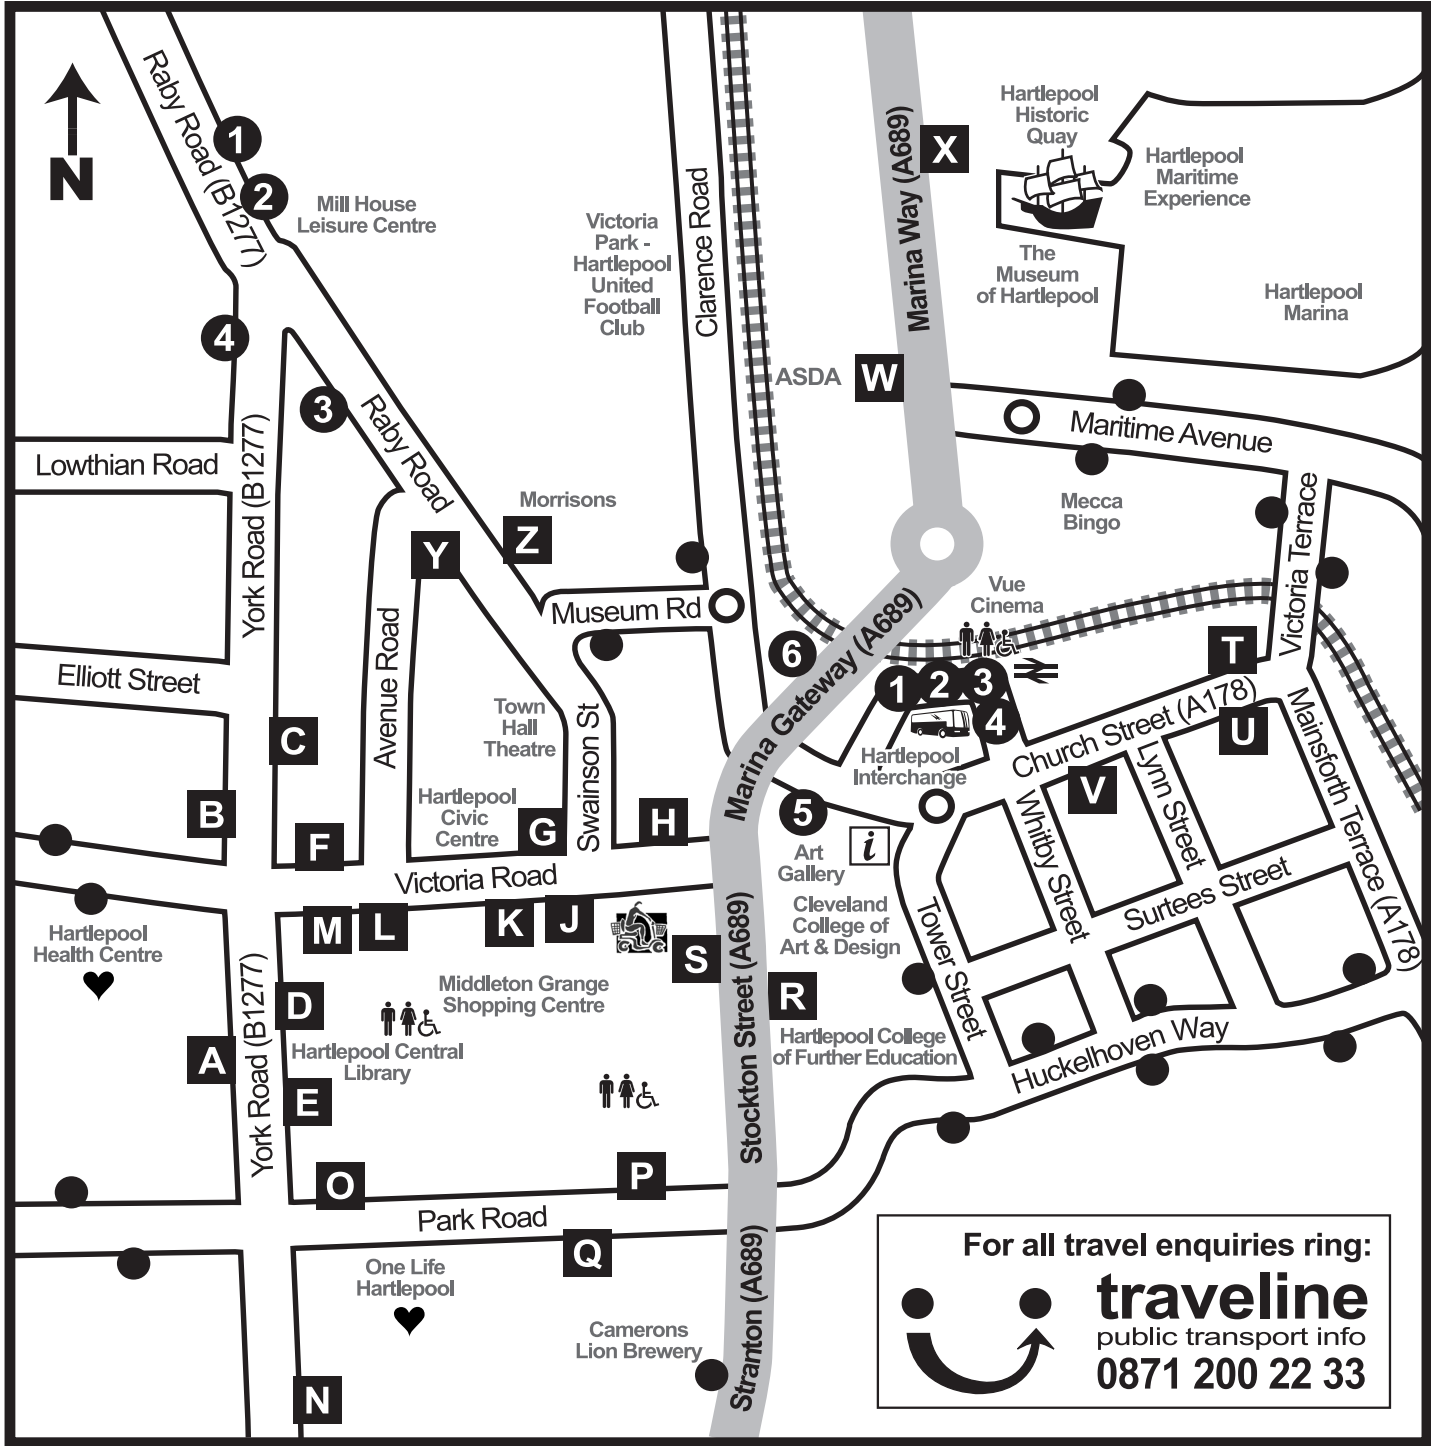 Raby Road (B1277)
1
2
N
Mill House
Leisure Centre
4
3
Raby Road
Lowthian Road
York Road (B1277)
Victoria
Park -
Hartlepool
United
Football
Club
Clarence Road
Marina Way (A689)
X
Hartlepool
Historic
Quay
Hartlepool
Maritime
Experience
The
Museum
of Hartlepool
Hartlepool
Marina
ASDA
W
Maritime Avenue
Mecca
Bingo
Victoria Terrace
Morrisons
Z
Y
Museum Rd
Vue
Cinema
Marina Gateway (A689)
6
1
2
3
4
Hartlepool
Interchange
T
Church Street (A178)
U
V
Lynn Street
Whitby Street
Mainsforth Terrace (A178)
Surtees Street
Elliott Street
Avenue Road
Town
Hall
Theatre
Swainson St
C
B
F
Hartlepool
Civic
Centre
G
H
5
i
Art
Gallery
Cleveland
College of
Art & Design
Tower Street
Victoria Road
M
L
K
J
S
R
Hartlepool
Health Centre
Middleton Grange
Shopping Centre
Stockton Street (A689)
Hartlepool College
of Further Education
Huckelhoven Way
D
A
York Road (B1277)
Hartlepool Central
Library
E
O
P
Park Road
Q
One Life
Hartlepool
Camerons
Lion Brewery
Stranton (A689)
N
For all travel enquiries ring:
traveline
public transport info
0871 200 22 33